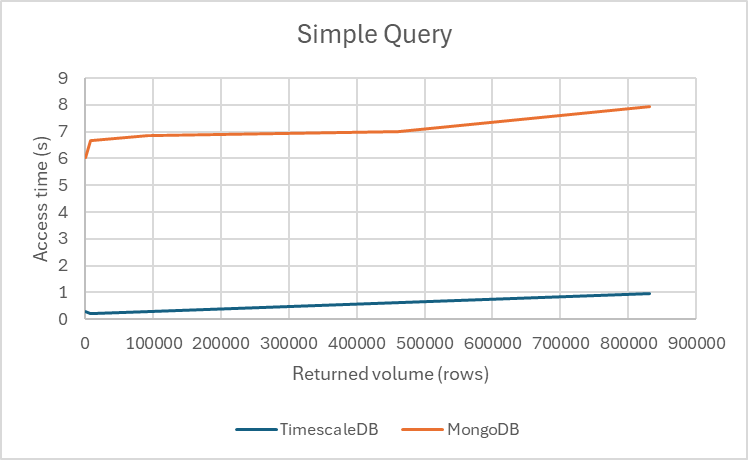 Simple Query
9
8
7
6
5
4
3
2
1
0
Access time (s)
0 100000 200000 300000 400000 500000 600000 700000 800000 900000
Returned volume (rows)
TimescaleDB MongoDB